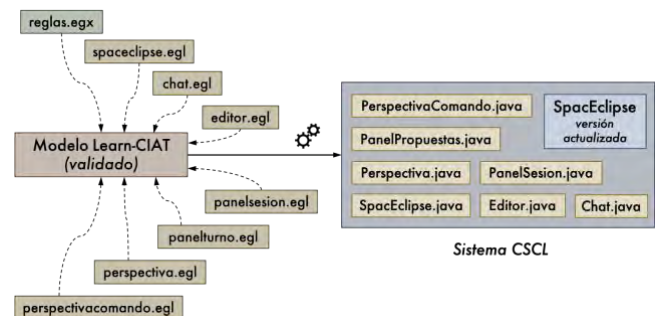 reglas.egx
spaceclipse.egl
chat.egl
editor.egl
Modelo Learn-CIAT
(validado)
panelsesion.egl
panelturno.egl
perspectiva.egl
perspectivacomando.egl
PerspectivaComando.java
SpacEclipse
versión
actualizada
PanelPropuestas.java
Perspectiva.java
PanelSesion.java
SpacEclipse.java
Editor.java
Chat.java
Sistema CSCL